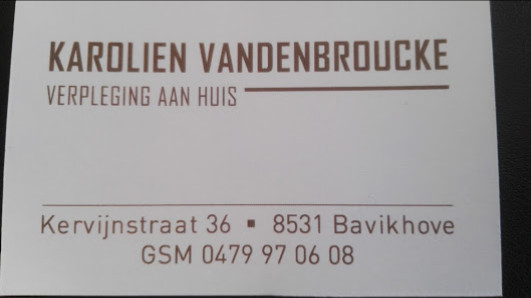 KAROLIEN VANDENBROUCKE
VERPLEGING AAN HUIS
Kervijnstraat 36 ▪ 8531 Bavikhove
GSM 0479 97 06 08